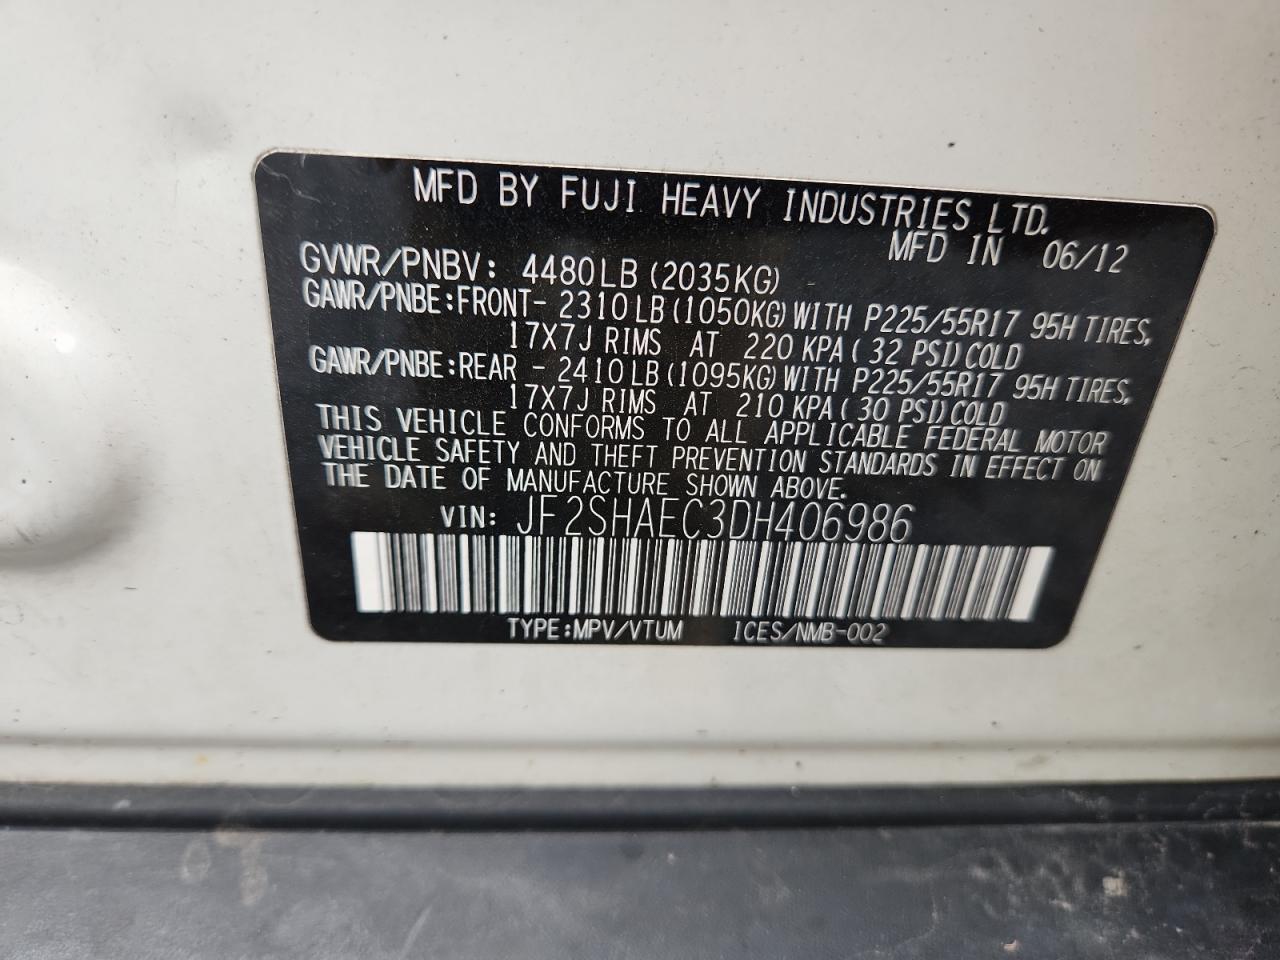 MFD BY FUJI HEAVY INDUSTRIES LTD.
MFD IN 06/12
GVWR/PNBV: 4480LB (2035KG)
GAWR/PNBE:FRONT- 2310LB (1050KG) WITH P225/55R17 95H TIRES,
17X7J RIMS AT 220 KPA ( 32 PSI) COLD
GAWR/PNBE:REAR - 2410LB (1095KG) WITH P225/55R17 95H TIRES,
17X7J RIMS AT 210 KPA ( 30 PSI) COLD
THIS VEHICLE CONFORMS TO ALL APPLICABLE FEDERAL MOTOR
VEHICLE SAFETY AND THEFT PREVENTION STANDARDS IN EFFECT ON
THE DATE OF MANUFACTURE SHOWN ABOVE.
VIN: JF2SHAEC3DH406986
TYPE:MPV/VTUM ICES/NMB-002